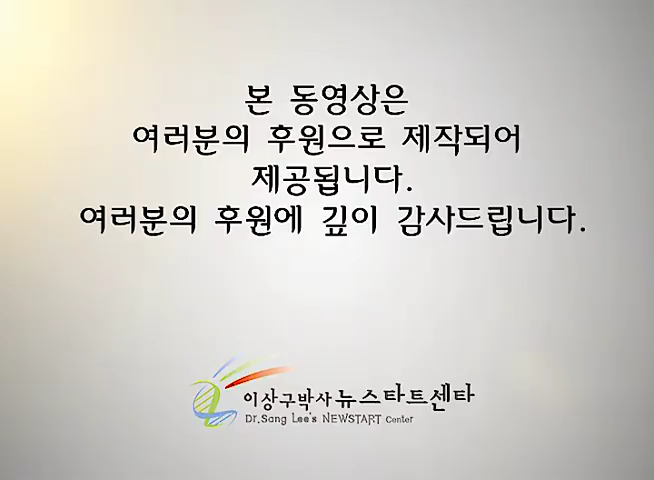 본 동영상은
여러분의 후원으로 제작되어
제공됩니다.
여러분의 후원에 깊이 감사드립니다.
이상구박사 뉴스타트센타
Dr.Sang Lee's NEWSTART Center